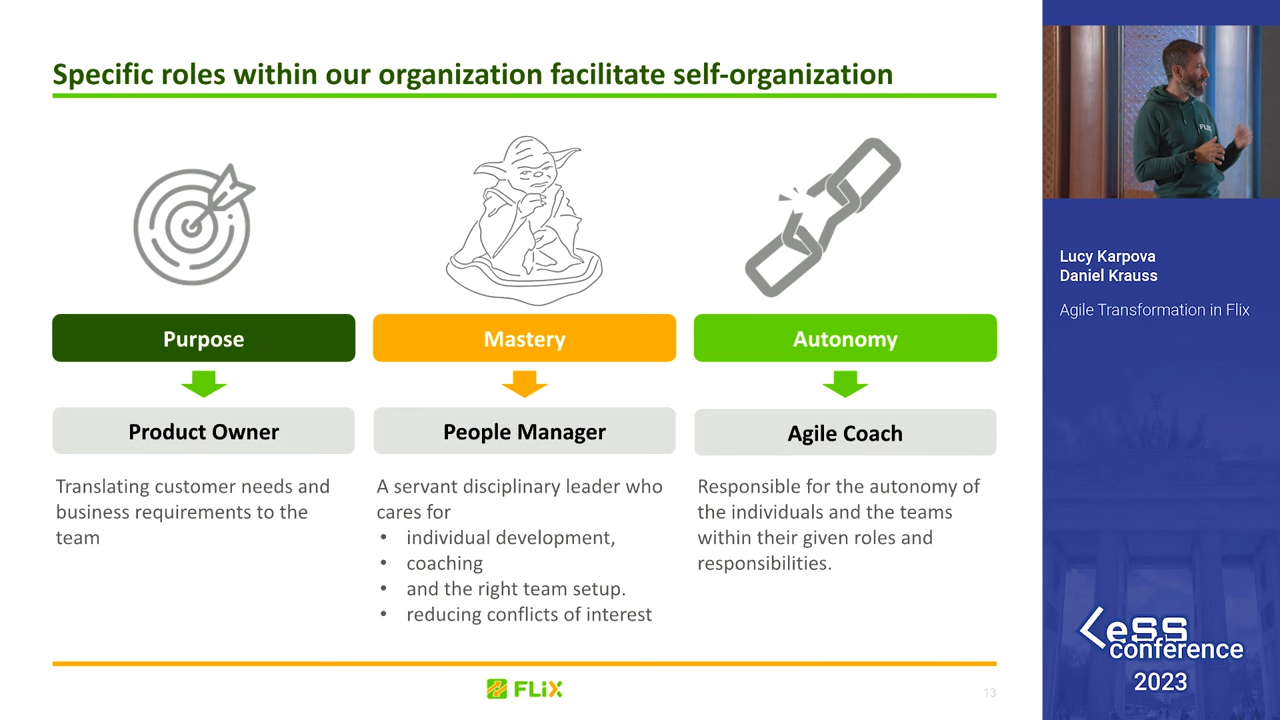 Specific roles within our organization facilitate self-organization
Purpose
Mastery
Autonomy
Product Owner
People Manager
Agile Coach
Translating customer needs and
business requirements to the
team
A servant disciplinary leader who
cares for
• individual development,
• coaching
• and the right team setup.
• reducing conflicts of interest
Responsible for the autonomy of
the individuals and the teams
within their given roles and
responsibilities.
FLiX
13
FLiX
Lucy Karpova
Daniel Krauss
Agile Transformation in Flix
LeSS
conference
2023